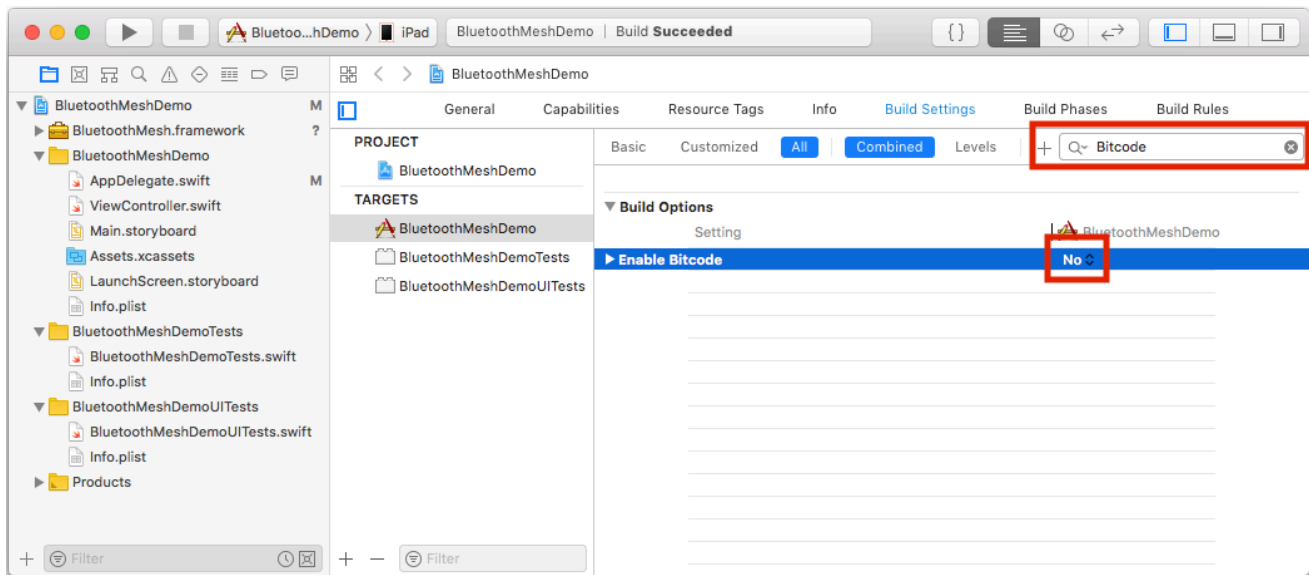 Bluetoo...hDemo
iPad
BluetoothMeshDemo | Build Succeeded
{ }
BluetoothMeshDemo M
BluetoothMesh.framework ?
BluetoothMeshDemo
AppDelegate.swift M
ViewController.swift
Main.storyboard
Assets.xcassets
LaunchScreen.storyboard
Info.plist
BluetoothMeshDemoTests
BluetoothMeshDemoTests.swift
Info.plist
BluetoothMeshDemoUITests
BluetoothMeshDemoUITests.swift
Info.plist
Products
Filter
BluetoothMeshDemo
General Capabilities Resource Tags Info Build Settings Build Phases Build Rules
PROJECT
BluetoothMeshDemo
TARGETS
BluetoothMeshDemo
BluetoothMeshDemoTests
BluetoothMeshDemoUITests
Filter
Basic Customized All Combined Levels
Bitcode
Build Options
Setting BluetoothMeshDemo
Enable Bitcode No